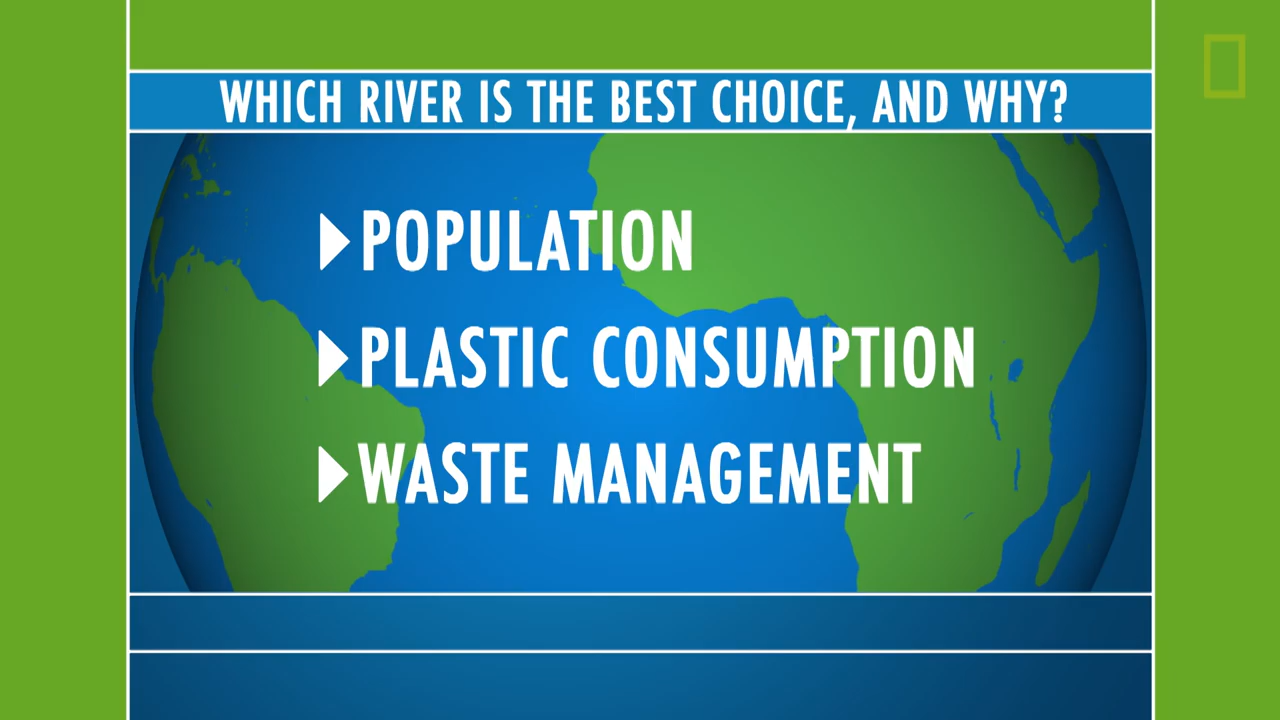 WHICH RIVER IS THE BEST CHOICE, AND WHY?
POPULATION
PLASTIC CONSUMPTION
WASTE MANAGEMENT